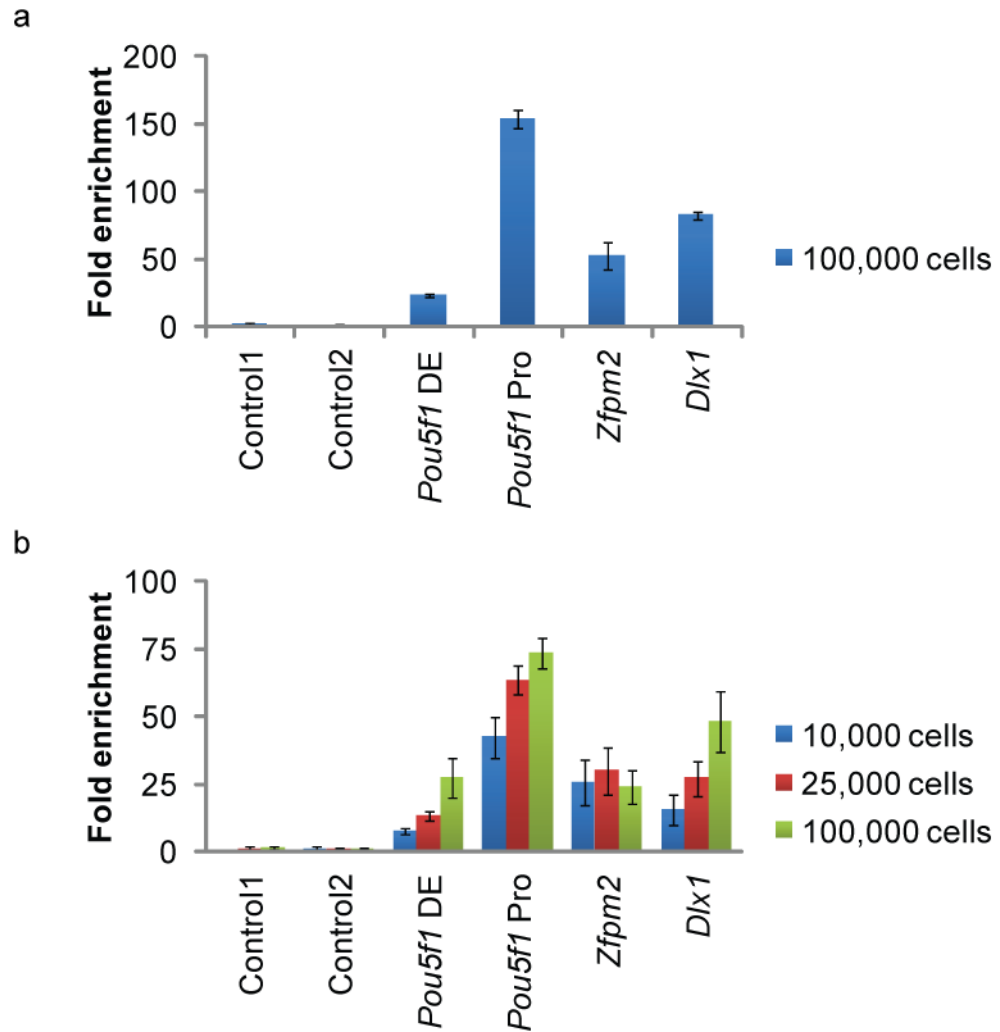 a
200
150
100
50
0
Fold enrichment
Control1
Control2
Pou5f1 DE
Pou5f1 Pro
Zfpm2
Dlx1
100,000 cells
b
100
75
50
25
0
Fold enrichment
Control1
Control2
Pou5f1 DE
Pou5f1 Pro
Zfpm2
Dlx1
10,000 cells
25,000 cells
100,000 cells